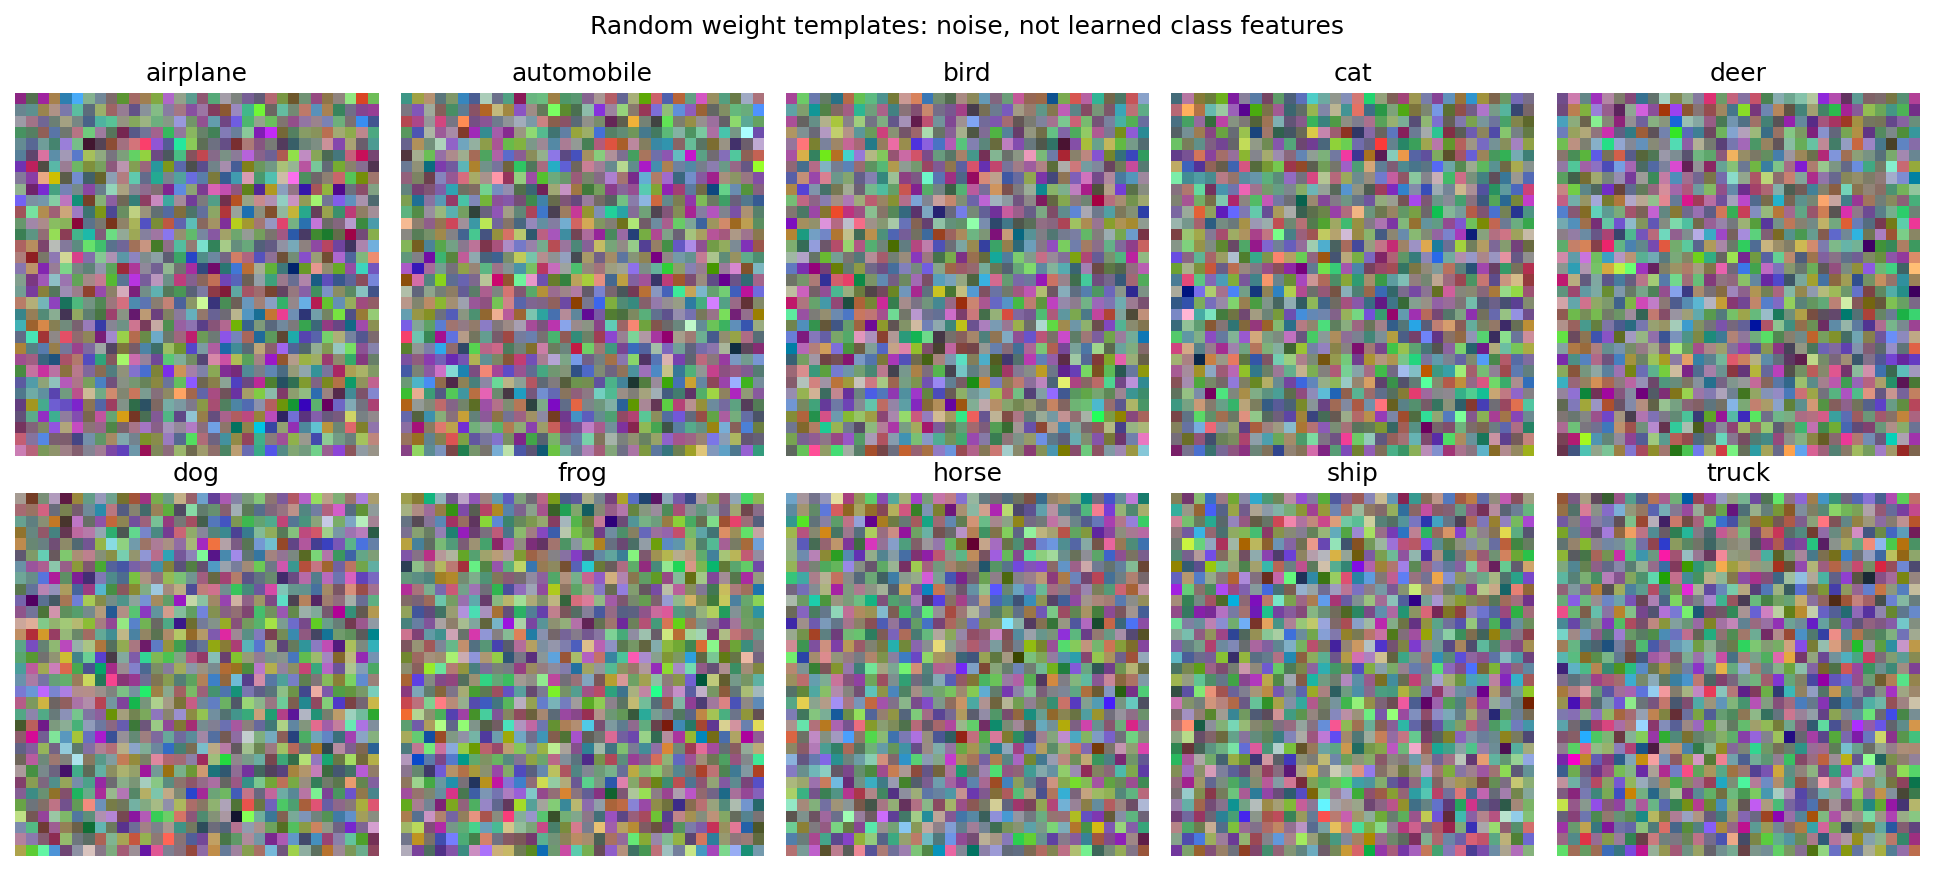 Random weight templates: noise, not learned class features
airplane automobile bird cat deer
dog frog horse ship truck